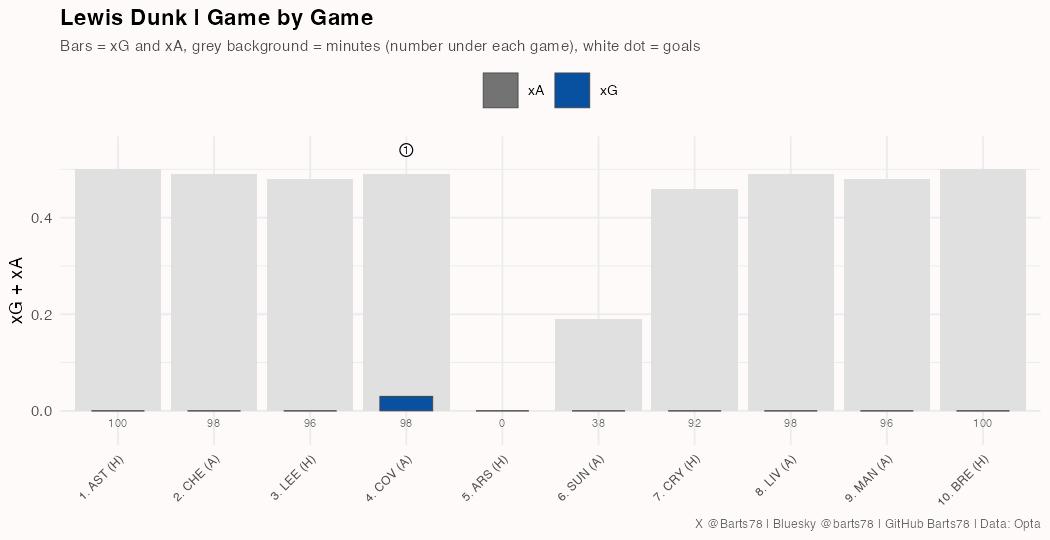 Lewis Dunk | Game by Game
Bars = xG and xA, grey background = minutes (number under each game), white dot = goals
xA xG
1
xG + xA
0.4
0.2
0.0
100 98 96 98 0 38 92 98 96 100
1. AST (H) 2. CHE (A) 3. LEE (H) 4. COV (A) 5. ARS (H) 6. SUN (A) 7. CRY (H) 8. LIV (A) 9. MAN (A) 10. BRE (H)
X @Barts78 | Bluesky @barts78 | GitHub Barts78 | Data: Opta